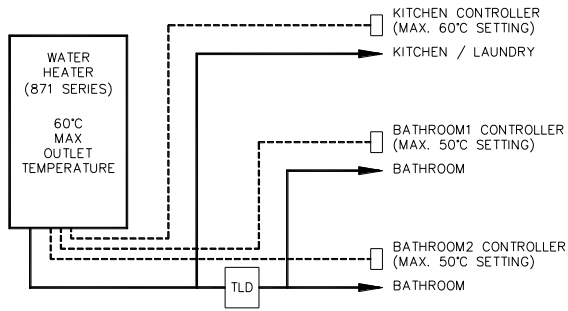 WATER
HEATER
(871 SERIES)
60°C
MAX
OUTLET
TEMPERATURE
KITCHEN CONTROLLER
(MAX. 60°C SETTING)
KITCHEN / LAUNDRY
BATHROOM1 CONTROLLER
(MAX. 50°C SETTING)
BATHROOM
BATHROOM2 CONTROLLER
(MAX. 50°C SETTING)
TLD
BATHROOM